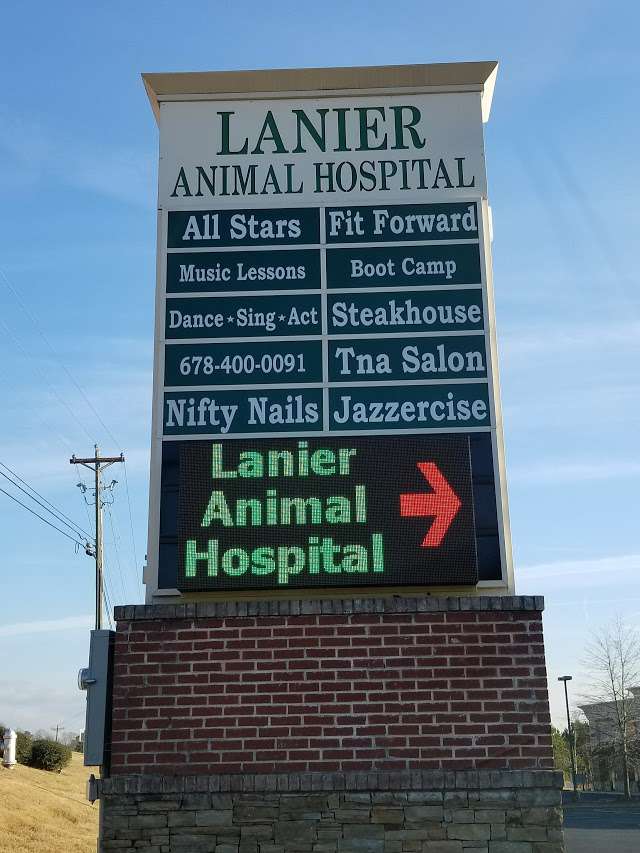 LANIER
ANIMAL HOSPITAL
All Stars
Fit Forward
Music Lessons
Boot Camp
Dance★Sing★Act
Steakhouse
678-400-0091
Tna Salon
Nifty Nails
Jazzercise
Lanier
Animal
Hospital